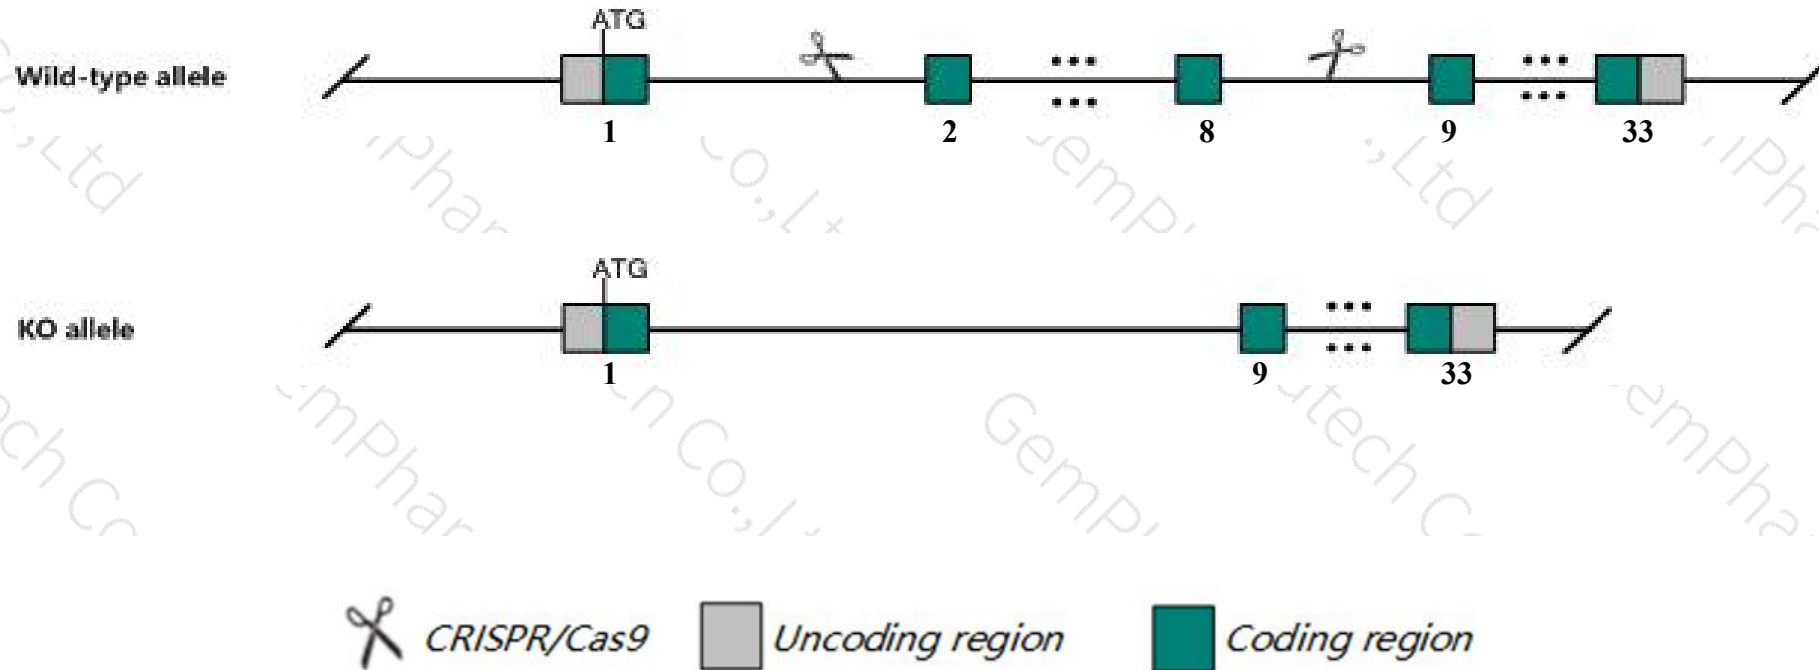 ATG
Wild-type allele
1 2 8 9 33
ATG
KO allele
1 9 33
CRISPR/Cas9 Uncoding region Coding region
GemPl